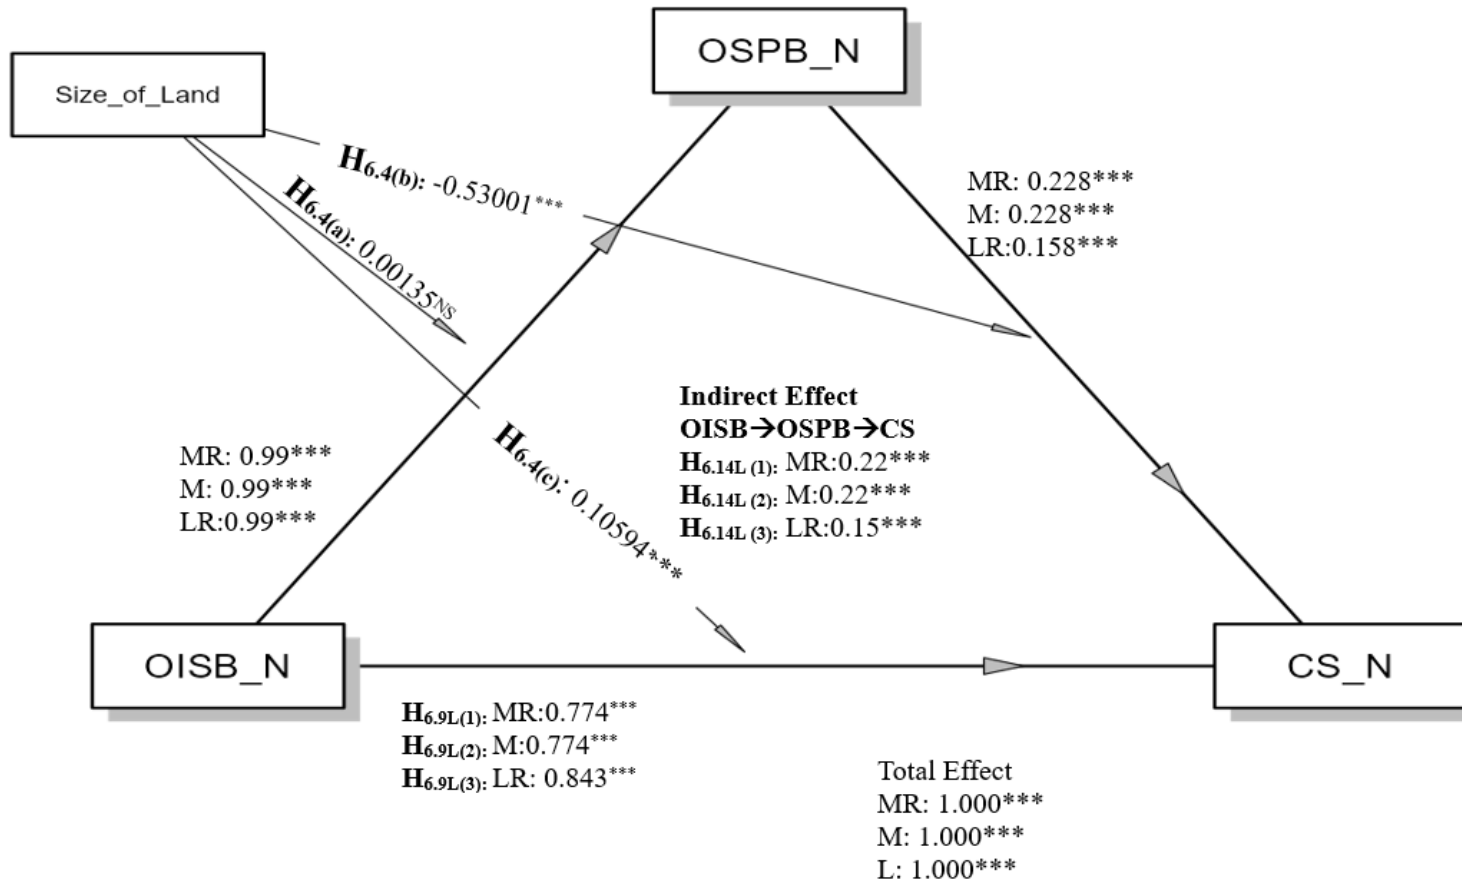 OSPB_N
Size_of_Land
H6.4(b): -0.53001***
H6.4(a): 0.00135NS
MR: 0.228***
M: 0.228***
LR:0.158***
Indirect Effect
OISB→OSPB→CS
H6.14L (1): MR:0.22***
H6.14L (2): M:0.22***
H6.14L (3): LR:0.15***
H6.4(c): 0.10594***
MR: 0.99***
M: 0.99***
LR:0.99***
OISB_N
CS_N
H6.9L(1): MR:0.774***
H6.9L(2): M:0.774***
H6.9L(3): LR: 0.843***
Total Effect
MR: 1.000***
M: 1.000***
L: 1.000***